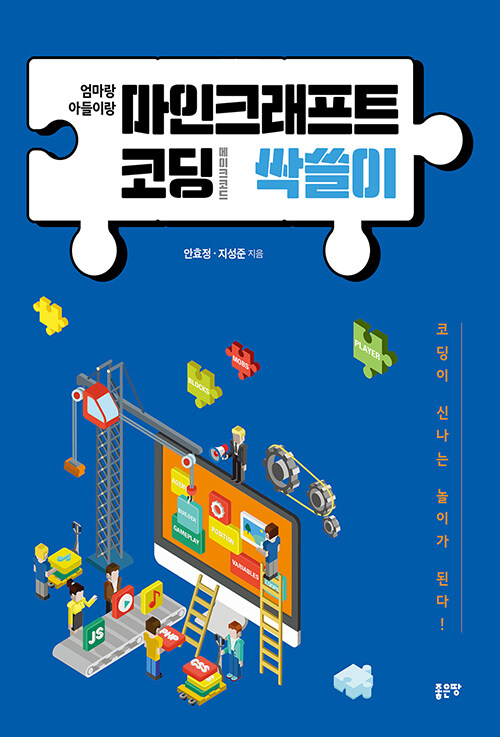 엄마랑
아들이랑
마인크래프트
코딩
메이크코드
싹쓸이
안효정 · 지성준 지음
코딩이 신나는 놀이가 된다!
PLAYER
MOBS
BLOCKS
AGENT
BUILDER
GAMEPLAY
POSITION
VARIABLES
JS
PHP
CSS
좋은땅